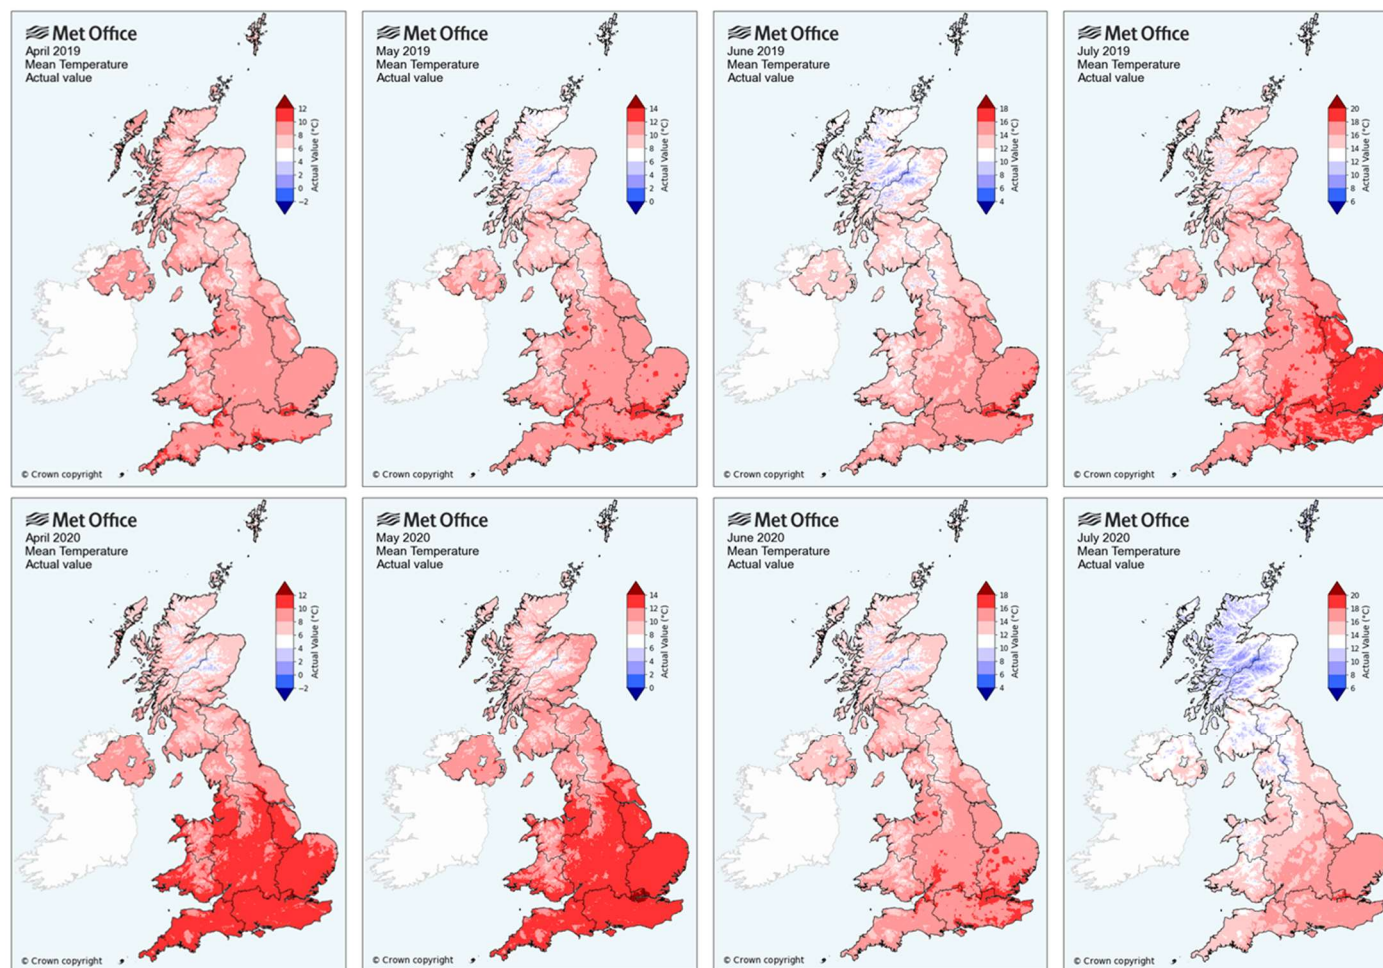 Met Office
April 2019
Mean Temperature
Actual value
12
10
8
6
4
2
0
−2
Actual Value (°C)
© Crown copyright
Met Office
May 2019
Mean Temperature
Actual value
14
12
10
8
6
4
2
0
Actual Value (°C)
© Crown copyright
Met Office
June 2019
Mean Temperature
Actual value
18
16
14
12
10
8
6
4
Actual Value (°C)
© Crown copyright
Met Office
July 2019
Mean Temperature
Actual value
20
18
16
14
12
10
8
6
Actual Value (°C)
© Crown copyright
Met Office
April 2020
Mean Temperature
Actual value
12
10
8
6
4
2
0
−2
Actual Value (°C)
© Crown copyright
Met Office
May 2020
Mean Temperature
Actual value
14
12
10
8
6
4
2
0
Actual Value (°C)
© Crown copyright
Met Office
June 2020
Mean Temperature
Actual value
18
16
14
12
10
8
6
4
Actual Value (°C)
© Crown copyright
Met Office
July 2020
Mean Temperature
Actual value
20
18
16
14
12
10
8
6
Actual Value (°C)
© Crown copyright